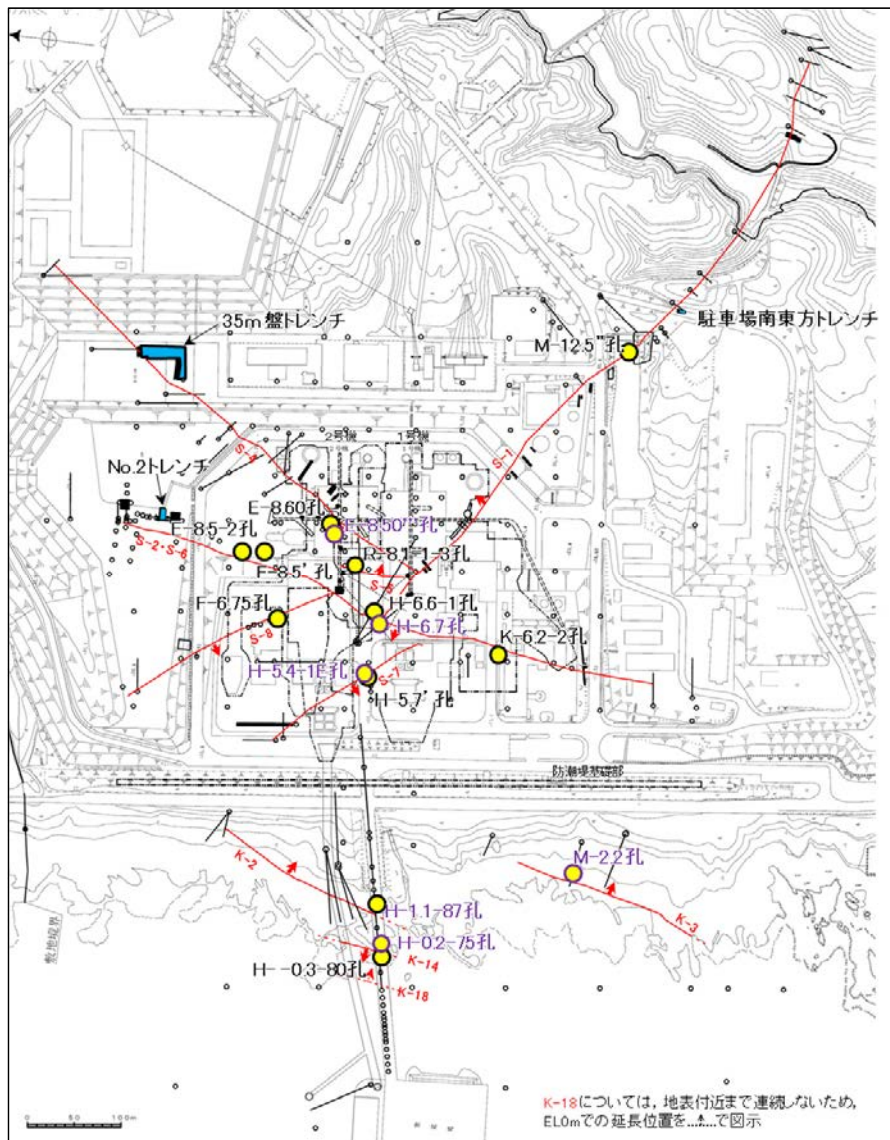 35m盤トレンチ
駐車場南東方トレンチ
M-12.5"孔
2号機
1号機
S-4
S-1
No.2トレンチ
E-8.60孔
E-8.50'''孔
F-8.5-2孔
S-2・S-6
R-8.1-1-3孔
F-8.5'孔
S-5
F-6.75孔
H-6.6-1孔
H-6.7孔
S-8
K-6.2-2孔
H-5.4-1E孔
S-7
H-5.7'孔
防潮堤基礎部
K-2
M-2.2孔
H-1.1-87孔
K-3
H-0.2-75孔
敷地境界
K-14
H--0.3-80孔
K-18
K-18については,地表付近まで連続しないため,
EL0mでの延長位置を.....で図示
0 100m